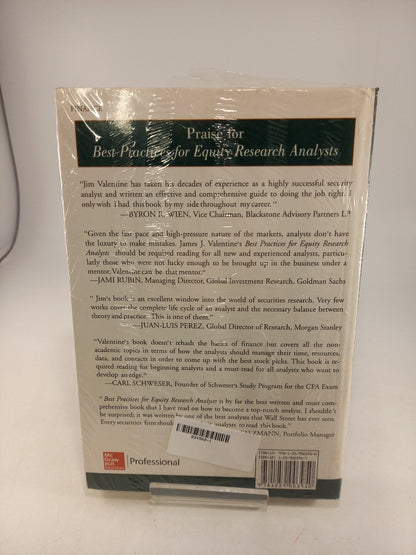 FINANCE
Praise for
Best Practices for Equity Research Analysts
"Jim Valentine has taken his decades of experience as a highly successful security
analyst and written an effective and comprehensive guide to doing the job right. I
only wish I had this book by my side throughout my career."
—BYRON R. WIEN, Vice Chairman, Blackstone Advisory Partners LP
"Given the fast pace and high-pressure nature of the markets, analysts don't have
the luxury to make mistakes. James J. Valentine's Best Practices for Equity Research
Analysts should be required reading for all new and experienced analysts, particu-
larly those who were not lucky enough to be brought up in the business under a
mentor. Valentine can be that mentor."
—JAMI RUBIN, Managing Director, Global Investment Research, Goldman Sachs
"Jim's book is an excellent window into the world of securities research. Very few
works cover the complete life cycle of an analyst and the necessary balance between
theory and practice. This is one of them."
—JUAN-LUIS PEREZ, Global Director of Research, Morgan Stanley
"Valentine's book doesn't rehash the basics of finance but covers all the non-
academic topics in terms of how the analysts should manage their time, resources,
data, and contacts in order to come up with the best stock picks. This book is re-
quired reading for beginning analysts and a must-read for all analysts who want to
develop an edge."
—CARL SCHWESER, Founder of Schweser's Study Program for the CFA Exam
"Best Practices for Equity Research Analysts is by far the best written and most com-
prehensive book that I have read on how to become a top-notch analyst. I shouldn't
be surprised; it was written by one of the best analysts that Wall Street has ever seen.
Every securities firm should analysts to read this book."
ALZMANN, Portfolio Manager
Mc
Graw
Hill
Professional